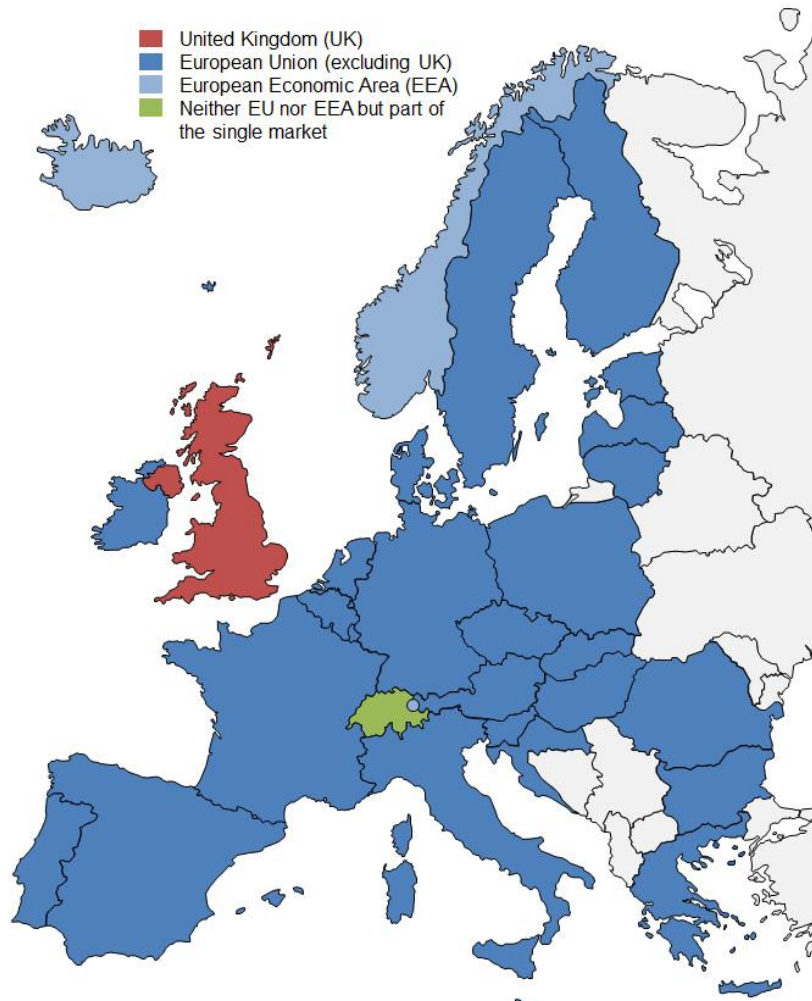 United Kingdom (UK)
European Union (excluding UK)
European Economic Area (EEA)
Neither EU nor EEA but part of
the single market